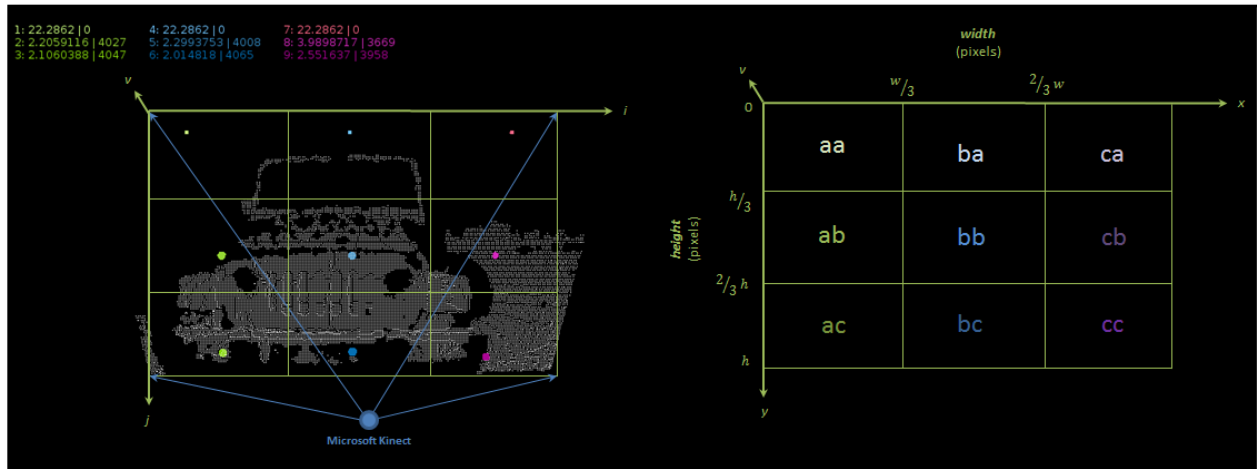 1: 22.2862 | 0 4: 22.2862 | 0 7: 22.2862 | 0
2: 2.2059116 | 4027 5: 2.2993753 | 4008 8: 3.9898717 | 3669
3: 2.1060388 | 4047 6: 2.014818 | 4065 9: 2.551637 | 3958
v
i
j
Microsoft Kinect
width
(pixels)
v
w/3
2/3 w
0
x
aa ba ca
h/3
height
(pixels)
ab bb cb
2/3 h
ac bc cc
h
y